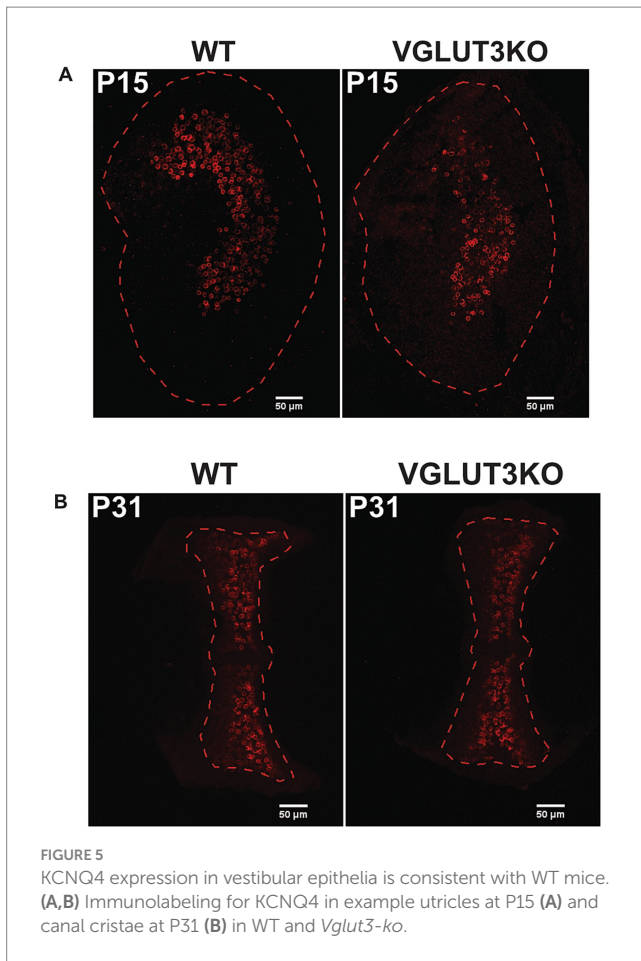 WT VGLUT3KO
A P15 P15
50 µm 50 µm
WT VGLUT3KO
B P31 P31
50 µm 50 µm
FIGURE 5
KCNQ4 expression in vestibular epithelia is consistent with WT mice.
(A,B) Immunolabeling for KCNQ4 in example utricles at P15 (A) and
canal cristae at P31 (B) in WT and Vglut3-ko.